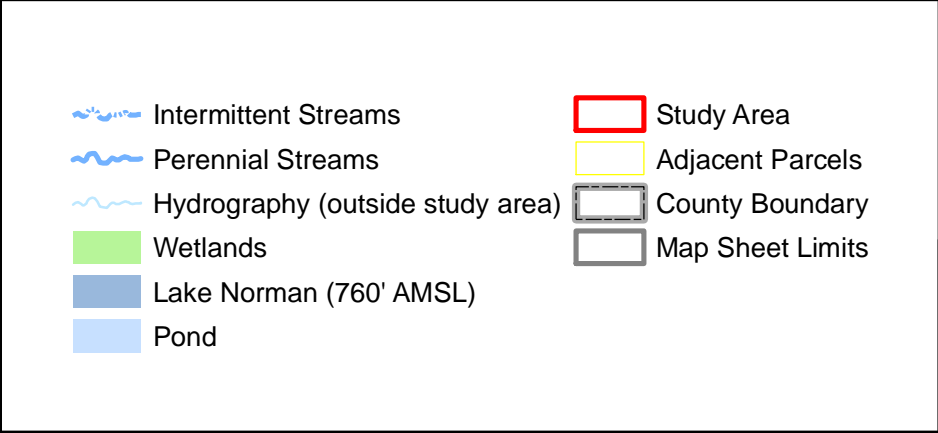 Intermittent Streams
Perennial Streams
Hydrography (outside study area)
Wetlands
Lake Norman (760' AMSL)
Pond
Study Area
Adjacent Parcels
County Boundary
Map Sheet Limits